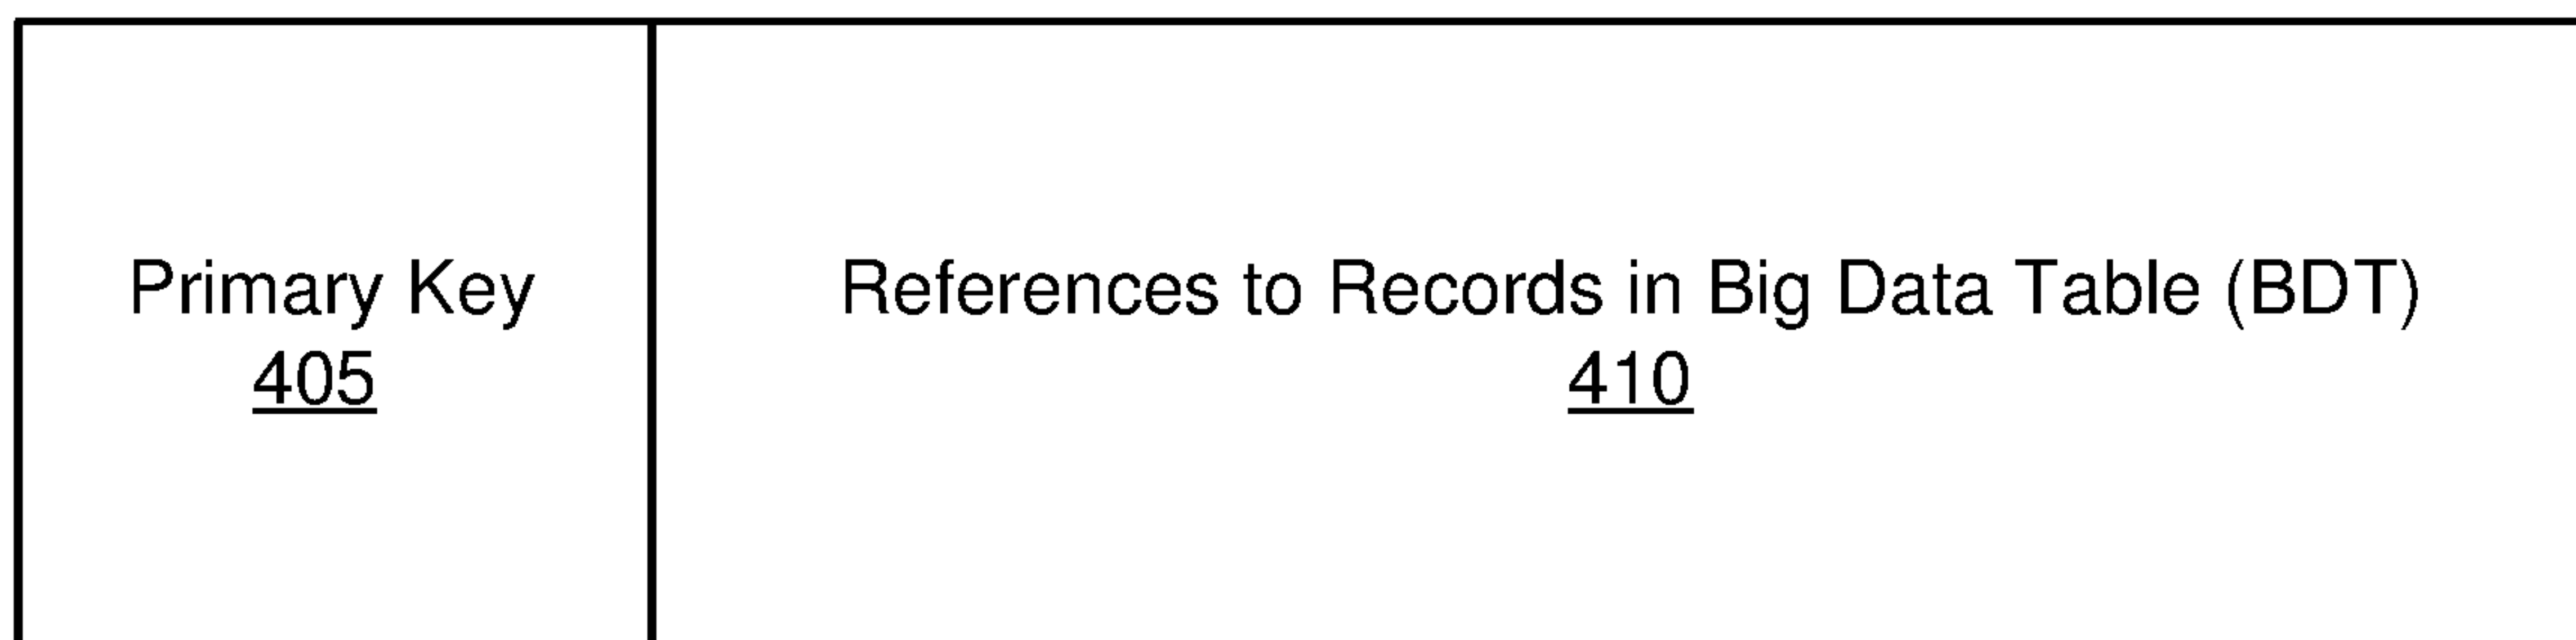 Primary Key
405
References to Records in Big Data Table (BDT)
410